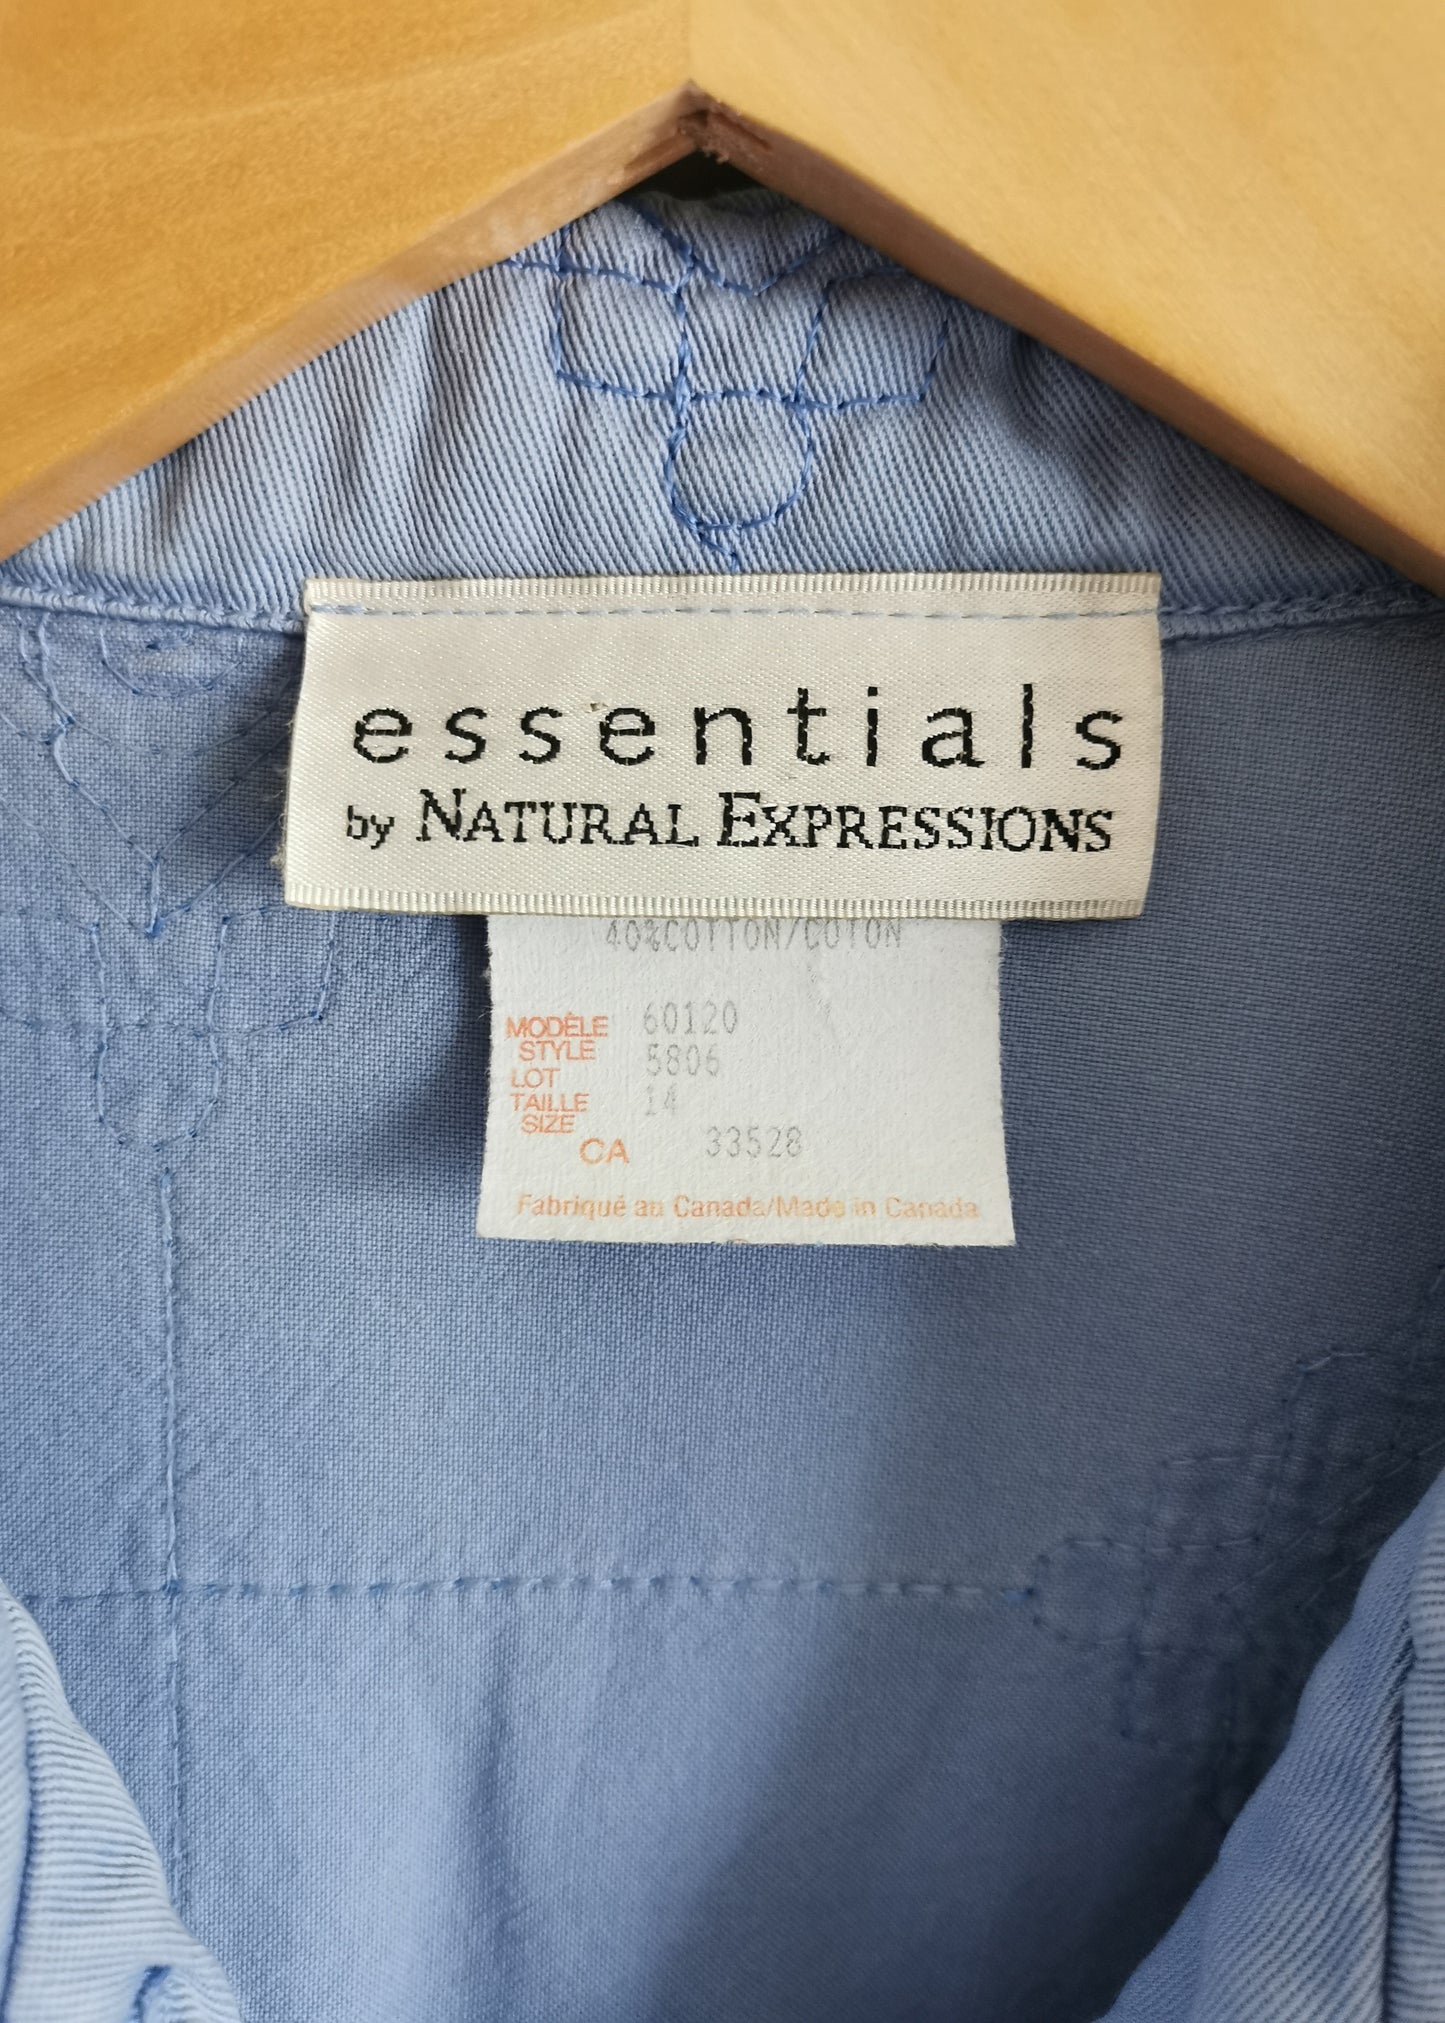 essentials
by NATURAL EXPRESSIONS
40%COTTON/COTON
MODÈLE 60120
STYLE
LOT 5806
TAILLE 14
SIZE
CA 33528
Fabriqué au Canada/Made in Canada